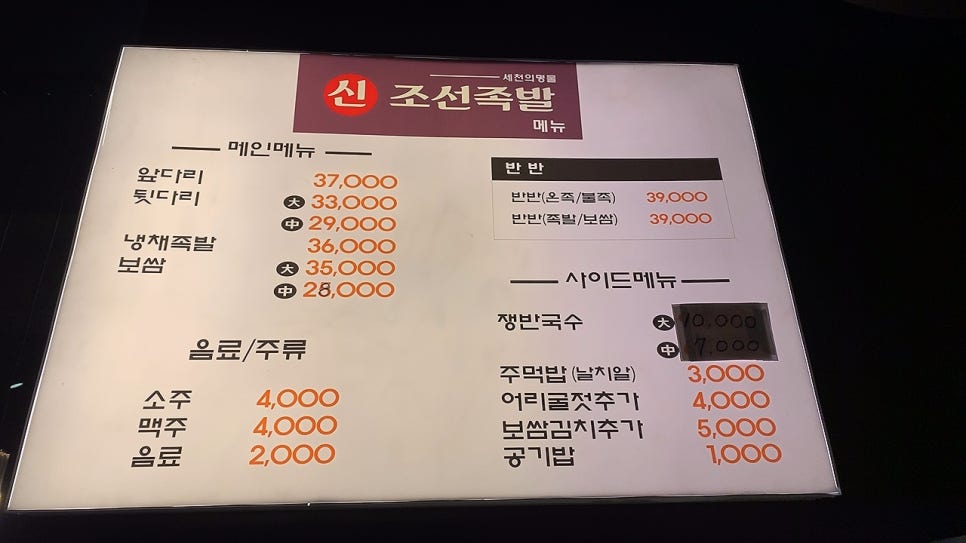 세천의명물
신 조선족발
메뉴
메인메뉴
앞다리 37,000
뒷다리 大 33,000
中 29,000
냉채족발 36,000
보쌈 大 35,000
中 28,000
음료/주류
소주 4,000
맥주 4,000
음료 2,000
반 반
반반(온족/불족) 39,000
반반(족발/보쌈) 39,000
사이드메뉴
쟁반국수 大 10,000
中 7,000
주먹밥(날치알) 3,000
어리굴젓추가 4,000
보쌈김치추가 5,000
공기밥 1,000